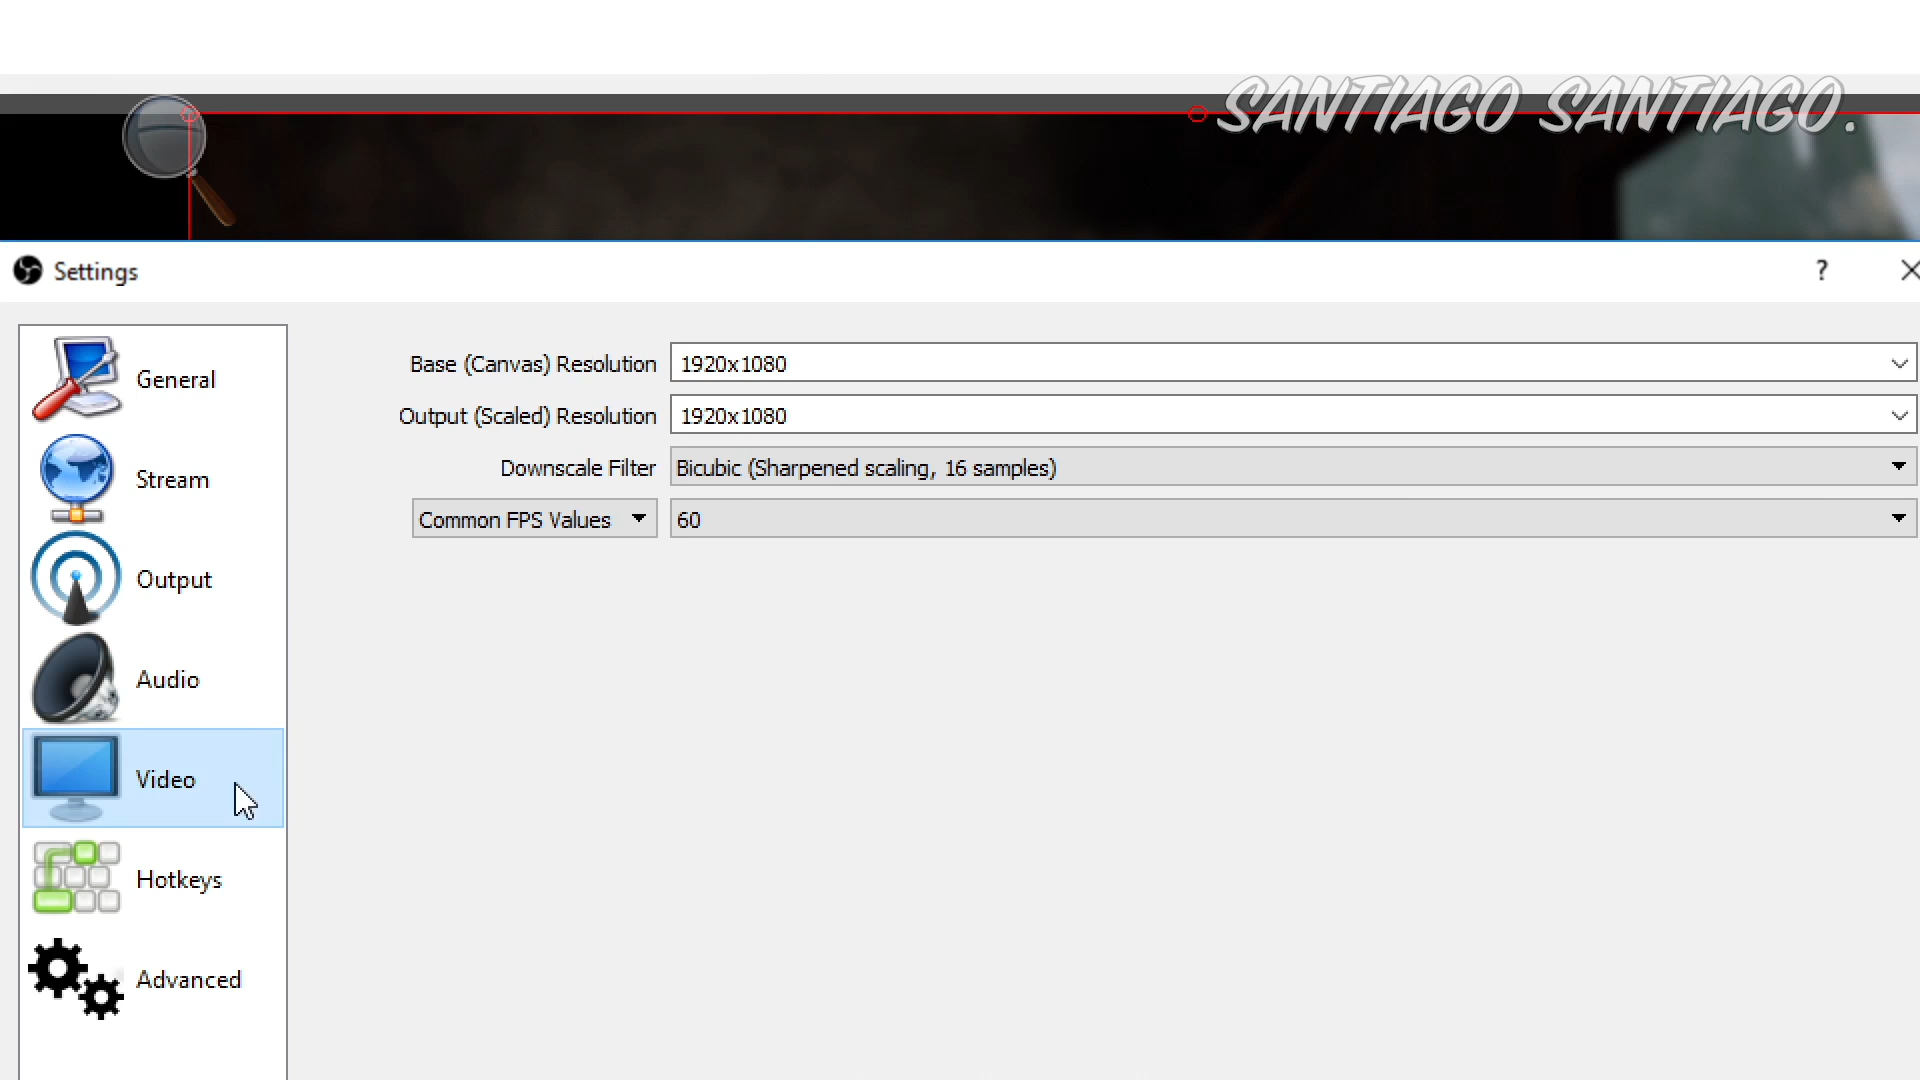 SANTIAGO SANTIAGO.
Settings
?
General
Stream
Output
Audio
Video
Hotkeys
Advanced
Base (Canvas) Resolution 1920x1080
Output (Scaled) Resolution 1920x1080
Downscale Filter Bicubic (Sharpened scaling, 16 samples)
Common FPS Values 60